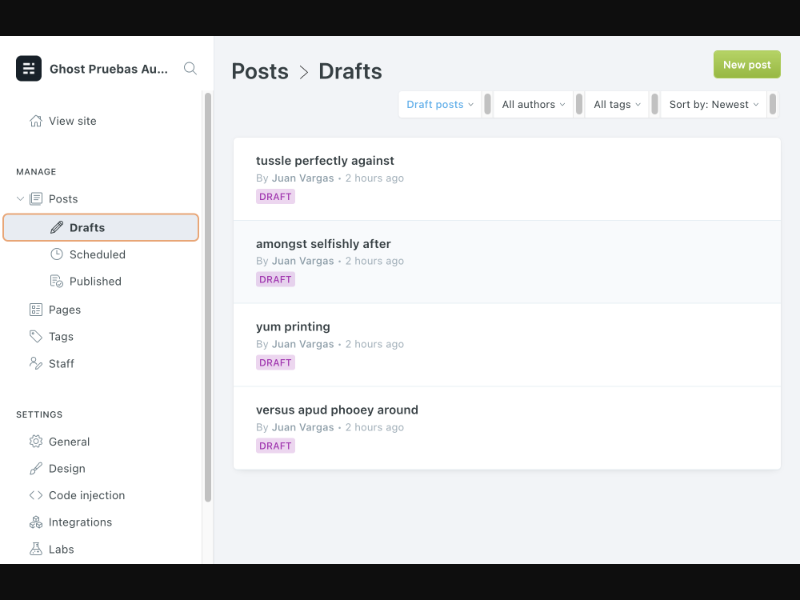 Ghost Pruebas Au...
View site
MANAGE
Posts
Drafts
Scheduled
Published
Pages
Tags
Staff
SETTINGS
General
Design
Code injection
Integrations
Labs
Posts > Drafts
New post
Draft posts
All authors
All tags
Sort by: Newest
tussle perfectly against
By Juan Vargas • 2 hours ago
DRAFT
amongst selfishly after
By Juan Vargas • 2 hours ago
DRAFT
yum printing
By Juan Vargas • 2 hours ago
DRAFT
versus apud phooey around
By Juan Vargas • 2 hours ago
DRAFT